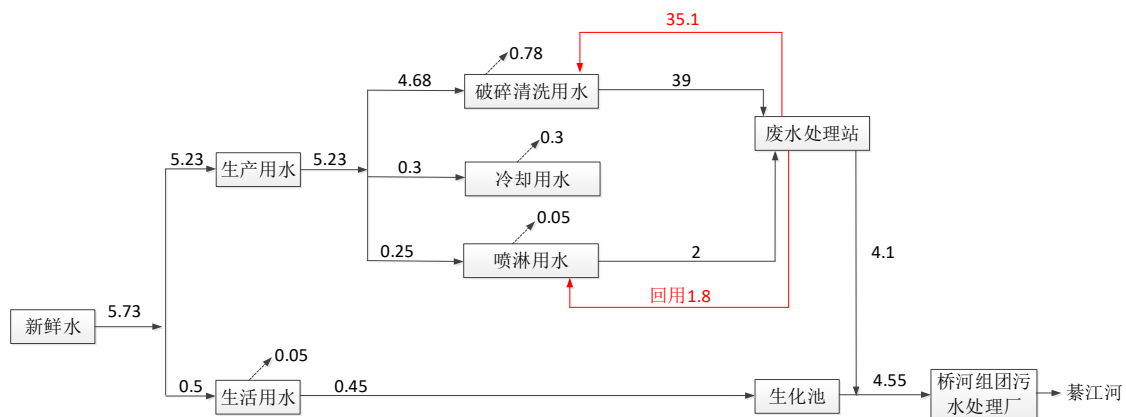 35.1
0.78
4.68
破碎清洗用水
39
废水处理站
0.3
5.23
生产用水
5.23
0.3
冷却用水
0.05
0.25
喷淋用水
2
4.1
回用1.8
5.73
新鲜水
0.05
0.5
生活用水
0.45
生化池
4.55
桥河组团污
水处理厂
綦江河